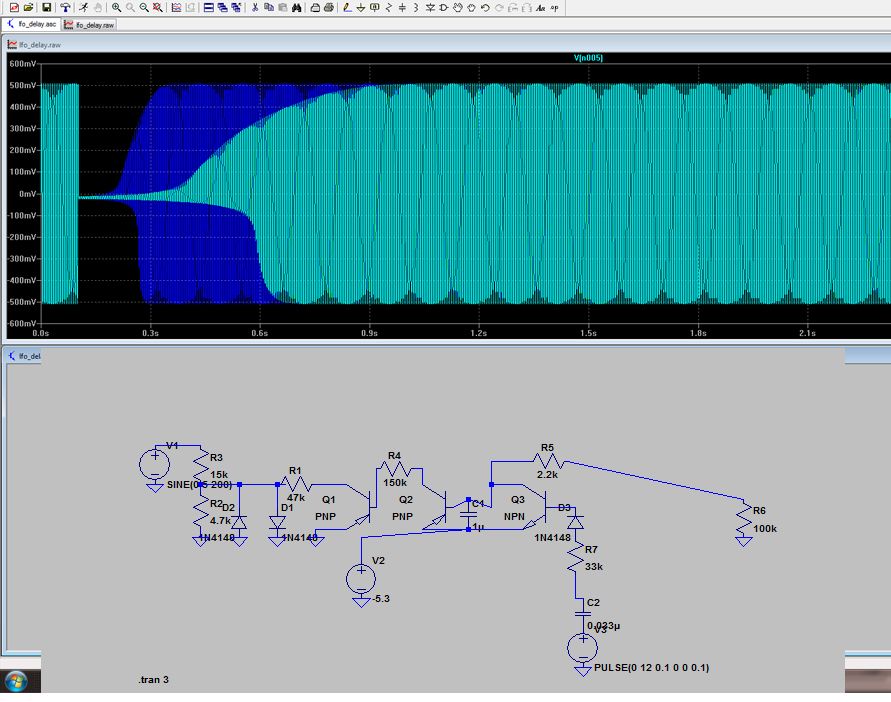 lfo_delay.asc lfo_delay.raw
lfo_delay.raw
V[n005]
600mV
500mV
400mV
300mV
200mV
100mV
0mV
-100mV
-200mV
-300mV
-400mV
-500mV
-600mV
0.0s 0.3s 0.6s 0.9s 1.2s 1.5s 1.8s 2.1s
lfo_del
V1
R3
15k
SINE(0 5 200)
R2
4.7k
D2
1N4148
D1
1N4148
R1
47k
Q1
PNP
R4
150k
Q2
PNP
C1
1µ
V2
-5.3
R5
2.2k
Q3
NPN
D3
1N4148
R6
100k
R7
33k
C2
0.033µ
V3
PULSE(0 12 0.1 0 0 0.1)
.tran 3